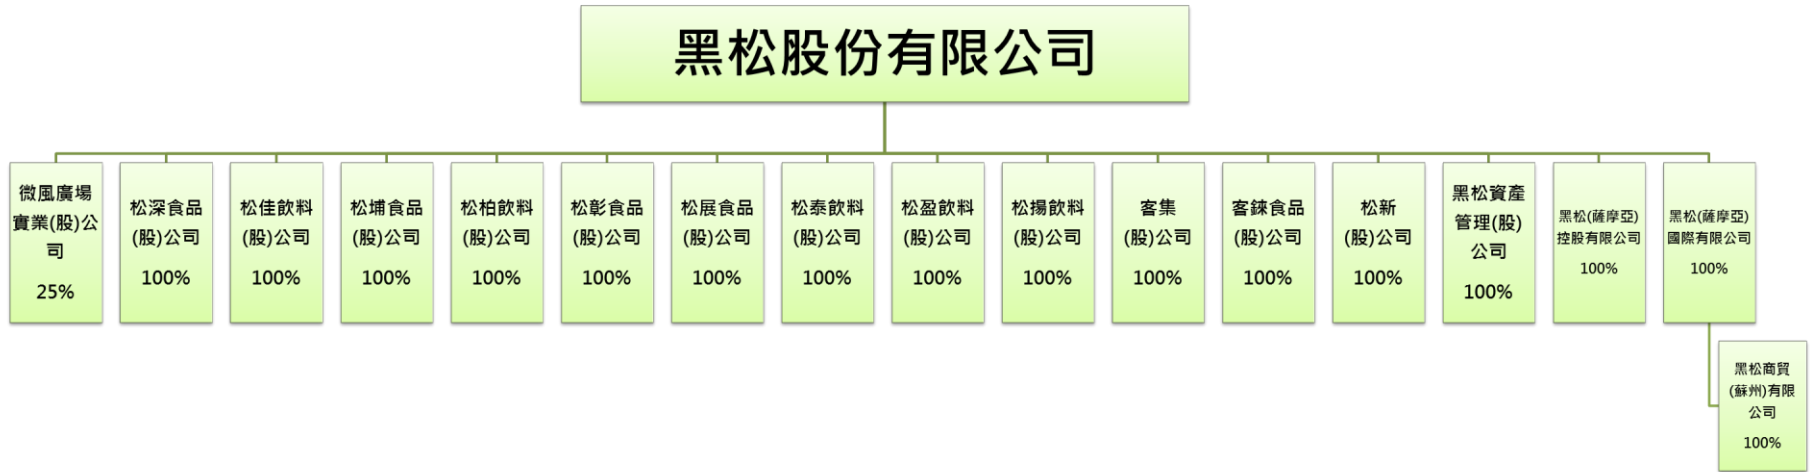 黑松股份有限公司
微風廣場
實業(股)公
司
25%
松深食品
(股)公司
100%
松佳飲料
(股)公司
100%
松埔食品
(股)公司
100%
松柏飲料
(股)公司
100%
松彰食品
(股)公司
100%
松展食品
(股)公司
100%
松泰飲料
(股)公司
100%
松盈飲料
(股)公司
100%
松揚飲料
(股)公司
100%
客集
(股)公司
100%
客錸食品
(股)公司
100%
松新
(股)公司
100%
黑松資產
管理(股)
公司
100%
黑松(薩摩亞)
控股有限公司
100%
黑松(薩摩亞)
國際有限公司
100%
黑松商貿
(蘇州)有限
公司
100%